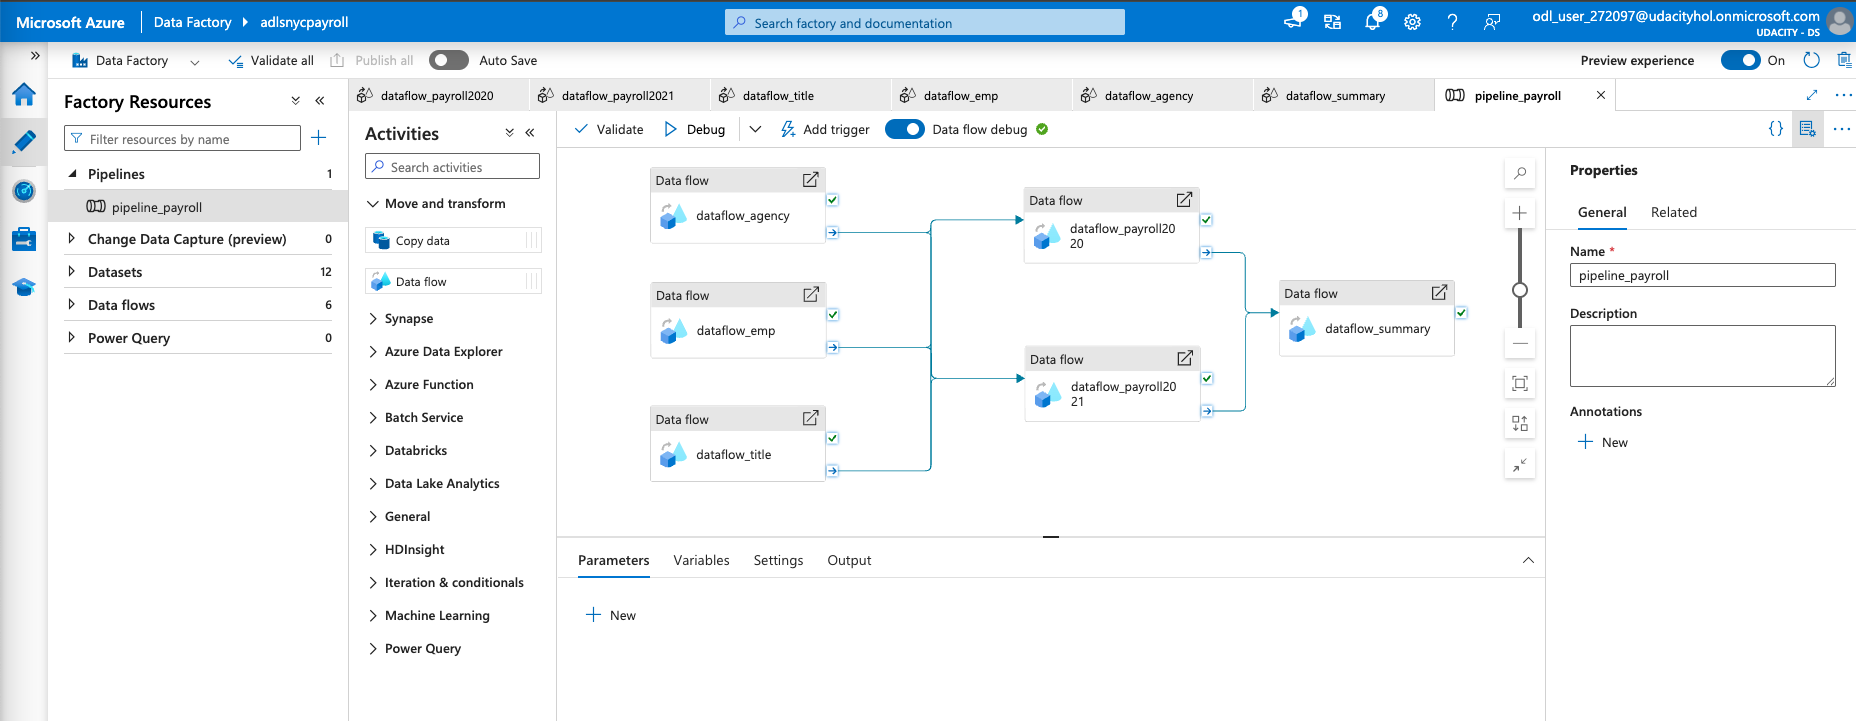 Microsoft Azure
Data Factory
adlsnycpayroll
Search factory and documentation
1
8
odl_user_272097@udacityhol.onmicrosoft.com
UDACITY - DS
Data Factory
Validate all
Publish all
Auto Save
Preview experience
On
Factory Resources
Filter resources by name
Pipelines
1
pipeline_payroll
Change Data Capture (preview)
0
Datasets
12
Data flows
6
Power Query
0
dataflow_payroll2020
dataflow_payroll2021
dataflow_title
dataflow_emp
dataflow_agency
dataflow_summary
pipeline_payroll
Activities
Search activities
Move and transform
Copy data
Data flow
Synapse
Azure Data Explorer
Azure Function
Batch Service
Databricks
Data Lake Analytics
General
HDInsight
Iteration & conditionals
Machine Learning
Power Query
Validate
Debug
Add trigger
Data flow debug
{}
Data flow
dataflow_agency
Data flow
dataflow_emp
Data flow
dataflow_title
Data flow
dataflow_payroll20
20
Data flow
dataflow_payroll20
21
Data flow
dataflow_summary
Parameters
Variables
Settings
Output
New
Properties
General
Related
Name *
pipeline_payroll
Description
Annotations
New